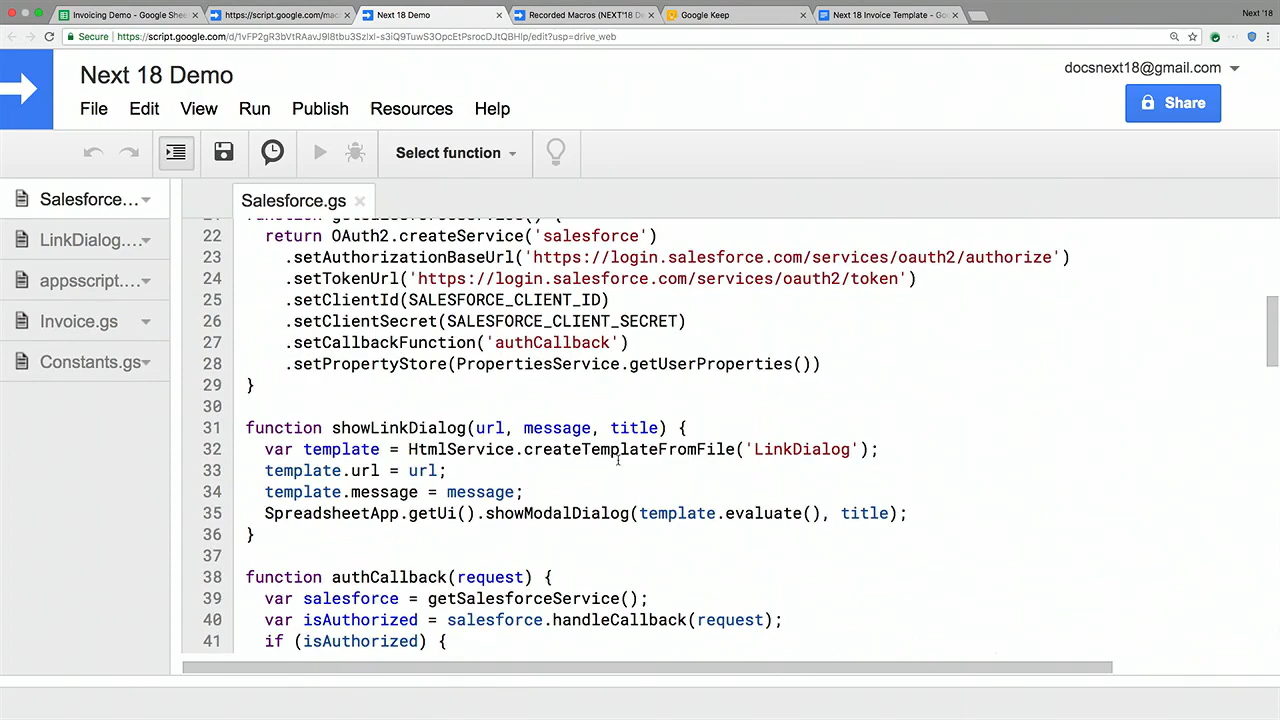 Invoicing Demo - Google Shee
https://script.google.com/mac
Next 18 Demo
Recorded Macros (NEXT'18 D
Google Keep
Next 18 Invoice Template - Go
Next '18
Secure
https://script.google.com/d/
/edit?usp=drive_web
Next 18 Demo
docsnext18@gmail.com
File Edit View Run Publish Resources Help
Share
Select function
Salesforce...
LinkDialog....
appsscript....
Invoice.gs
Constants.gs
Salesforce.gs
22 return OAuth2.createService('salesforce')
23 .setAuthorizationBaseUrl('https://login.salesforce.com/services/oauth2/authorize')
24 .setTokenUrl('https://login.salesforce.com/services/oauth2/token')
25 .setClientId(SALESFORCE_CLIENT_ID)
26 .setClientSecret(SALESFORCE_CLIENT_SECRET)
27 .setCallbackFunction('authCallback')
28 .setPropertyStore(PropertiesService.getUserProperties())
29 }
30
31 function showLinkDialog(url, message, title) {
32 var template = HtmlService.createTemplateFromFile('LinkDialog');
33 template.url = url;
34 template.message = message;
35 SpreadsheetApp.getUi().showModalDialog(template.evaluate(), title);
36 }
37
38 function authCallback(request) {
39 var salesforce = getSalesforceService();
40 var isAuthorized = salesforce.handleCallback(request);
41 if (isAuthorized) {